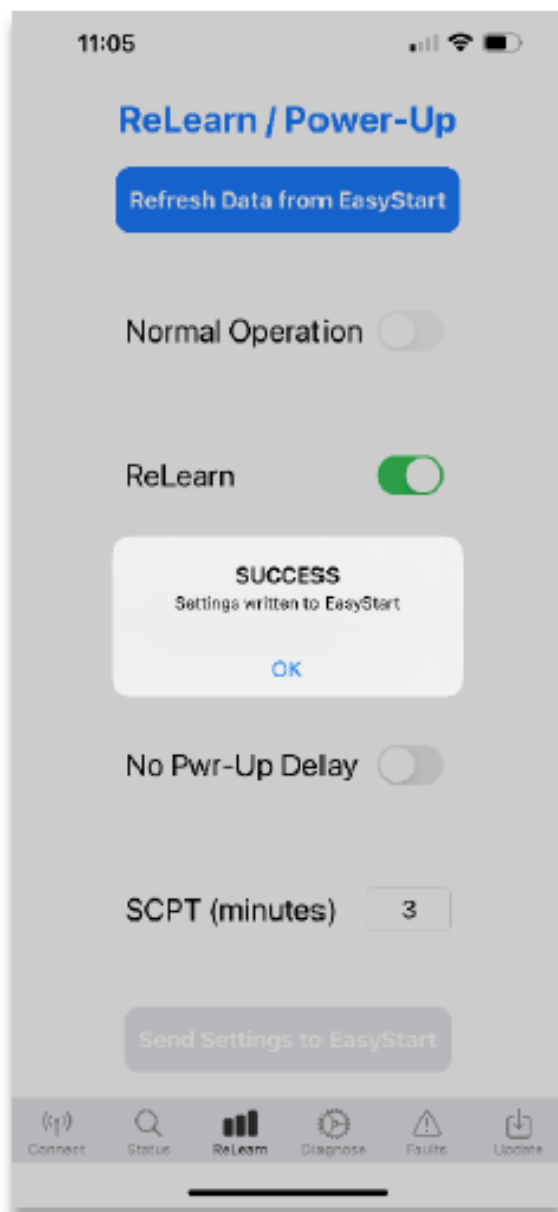 11:05
ReLearn / Power-Up
Refresh Data from EasyStart
Normal Operation
ReLearn
SUCCESS
Settings written to EasyStart
OK
No Pwr-Up Delay
SCPT (minutes) 3
Send Settings to EasyStart
Connect Status ReLearn Diagnose Faults Update